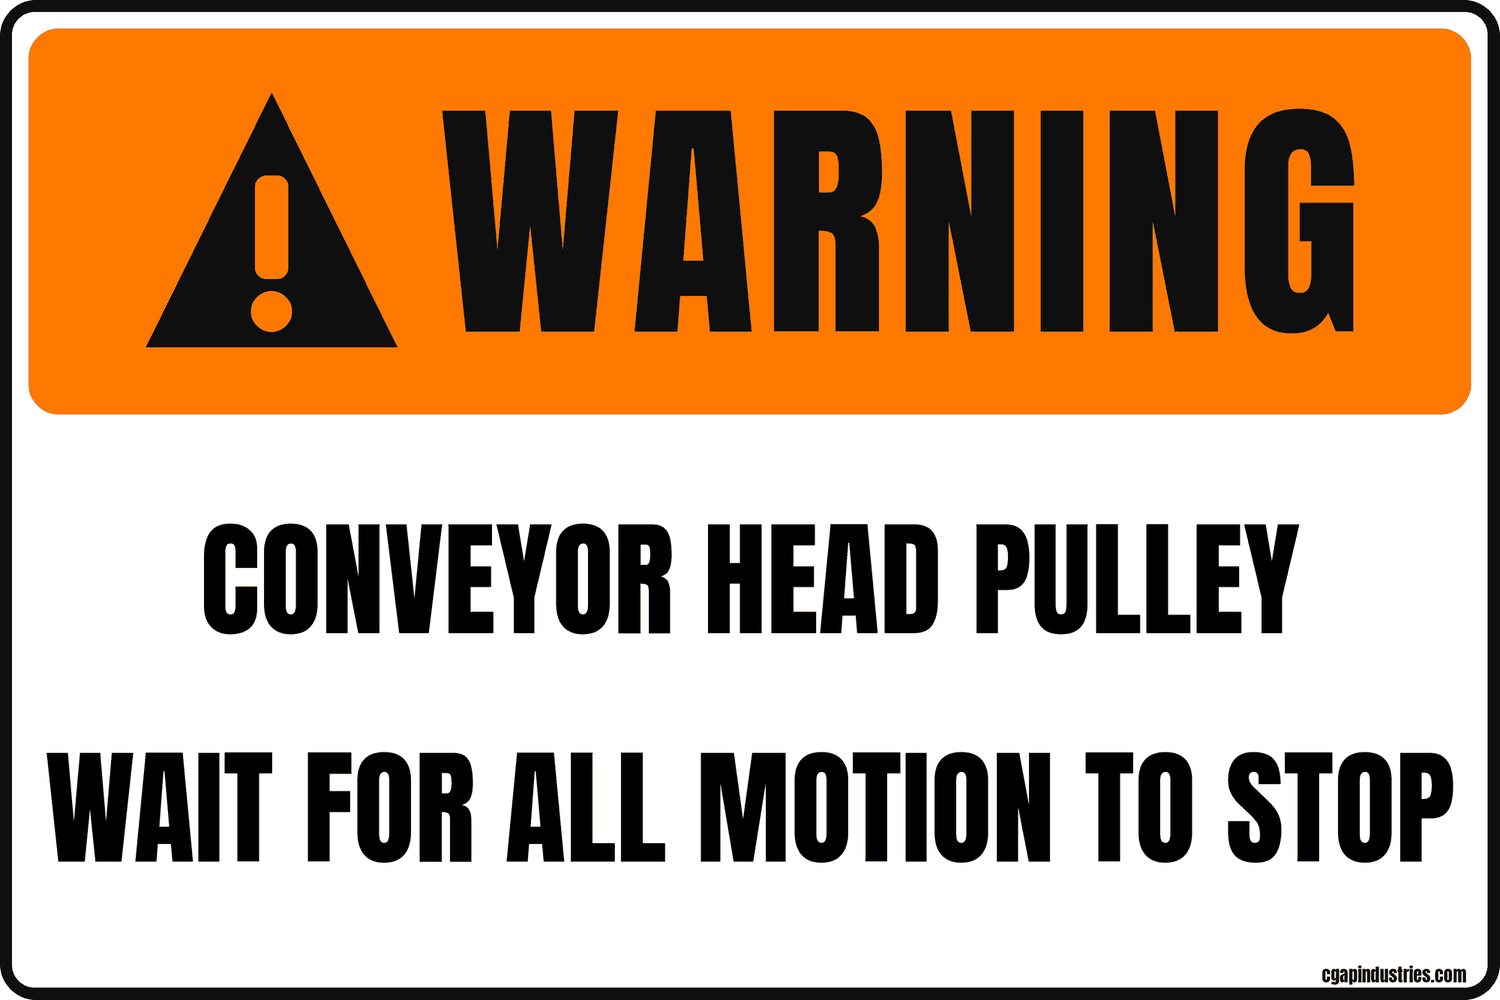 WARNING
CONVEYOR HEAD PULLEY
WAIT FOR ALL MOTION TO STOP
cgapindustries.com